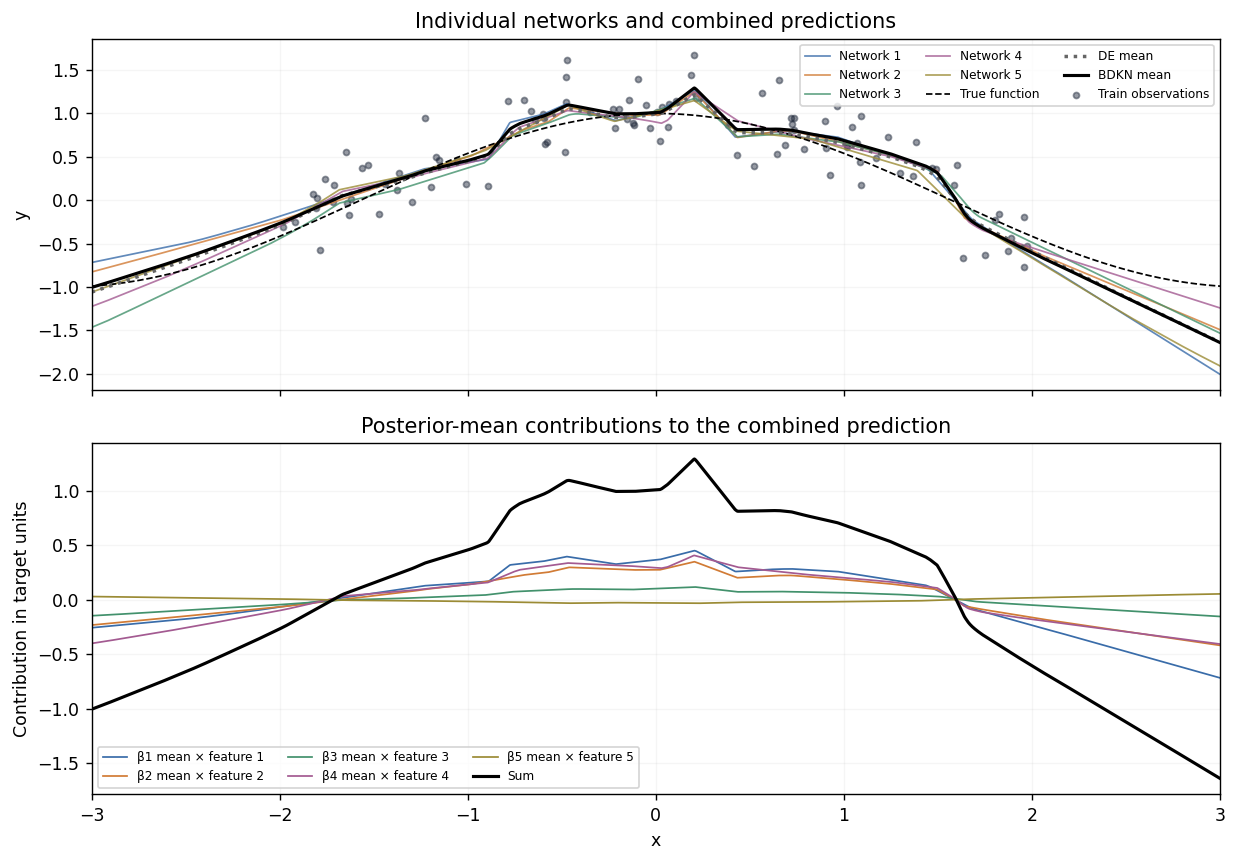 Individual networks and combined predictions
Network 1 Network 4 DE mean
Network 2 Network 5 BDKN mean
Network 3 True function Train observations
y
1.5
1.0
0.5
0.0
−0.5
−1.0
−1.5
−2.0
Posterior-mean contributions to the combined prediction
Contribution in target units
1.0
0.5
0.0
−0.5
−1.0
−1.5
β1 mean × feature 1 β3 mean × feature 3 β5 mean × feature 5
β2 mean × feature 2 β4 mean × feature 4 Sum
−3 −2 −1 0 1 2 3
x